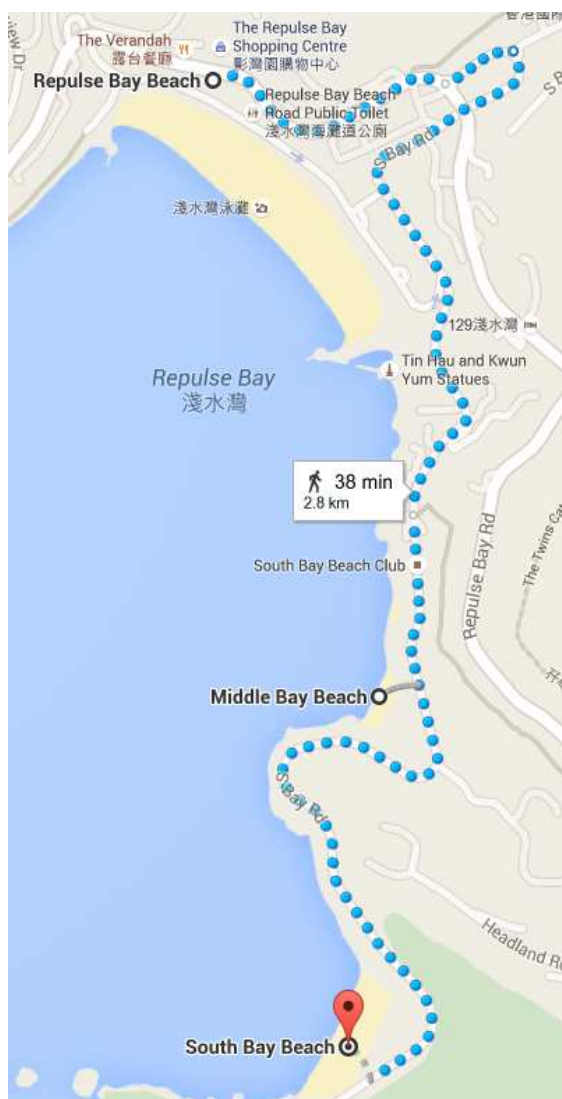 香港國際
The Verandah
露台餐廳
The Repulse Bay
Shopping Centre
影灣園購物中心
Repulse Bay Beach
Repulse Bay Beach
Road Public Toilet
淺水灣海灘道公廁
S Bay Rd
淺水灣泳灘
129淺水灣
Tin Hau and Kwun
Yum Statues
Repulse Bay
淺水灣
38 min
2.8 km
South Bay Beach Club
Repulse Bay Rd
The Twins
Middle Bay Beach
S Bay Rd
Headland
South Bay Beach